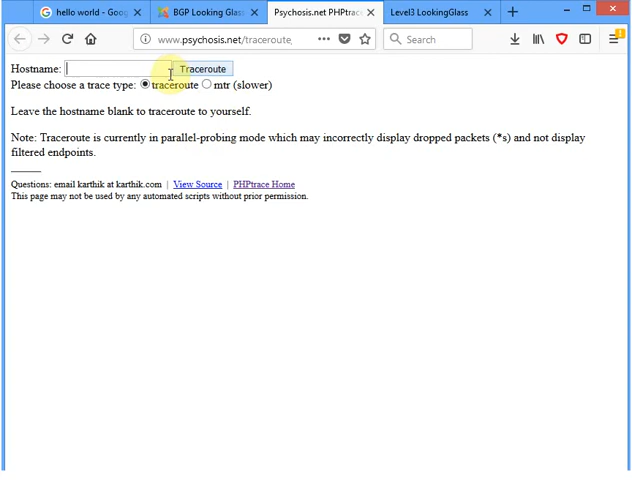 hello world - Goog
BGP Looking Glass
Psychosis.net PHPtrac
Level3 LookingGlass
www.psychosis.net/traceroute
Search
1
Hostname:
Traceroute
Please choose a trace type: traceroute mtr (slower)
Leave the hostname blank to traceroute to yourself.
Note: Traceroute is currently in parallel-probing mode which may incorrectly display dropped packets (*s) and not display
filtered endpoints.
Questions: email karthik at karthik.com | View Source | PHPtrace Home
This page may not be used by any automated scripts without prior permission.